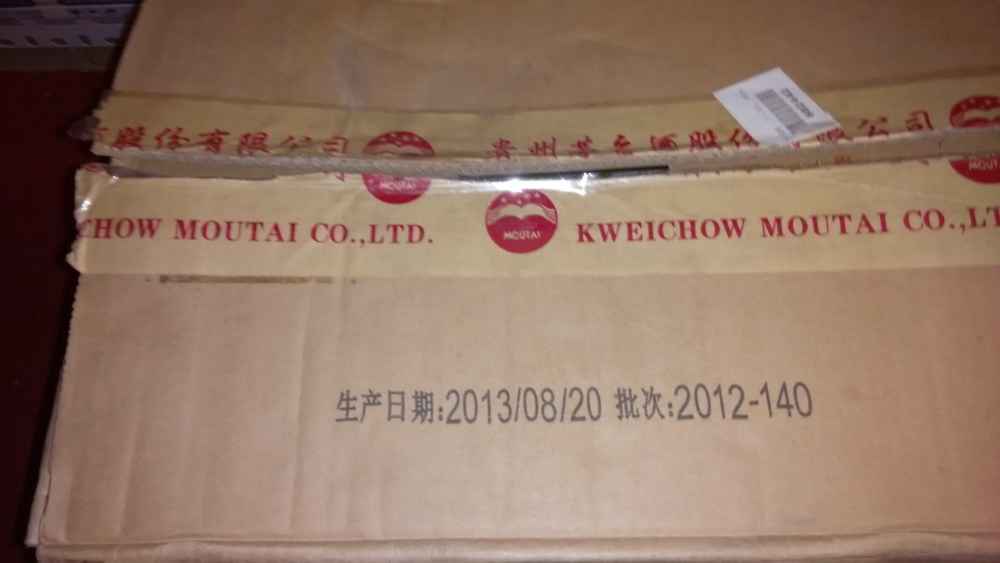 股份有限公司 贵州茅台酒股份有限公司
MOUTAI MOUTAI
CHOW MOUTAI CO.,LTD. MOUTAI KWEICHOW MOUTAI CO.,LT
生产日期:2013/08/20 批次:2012-140